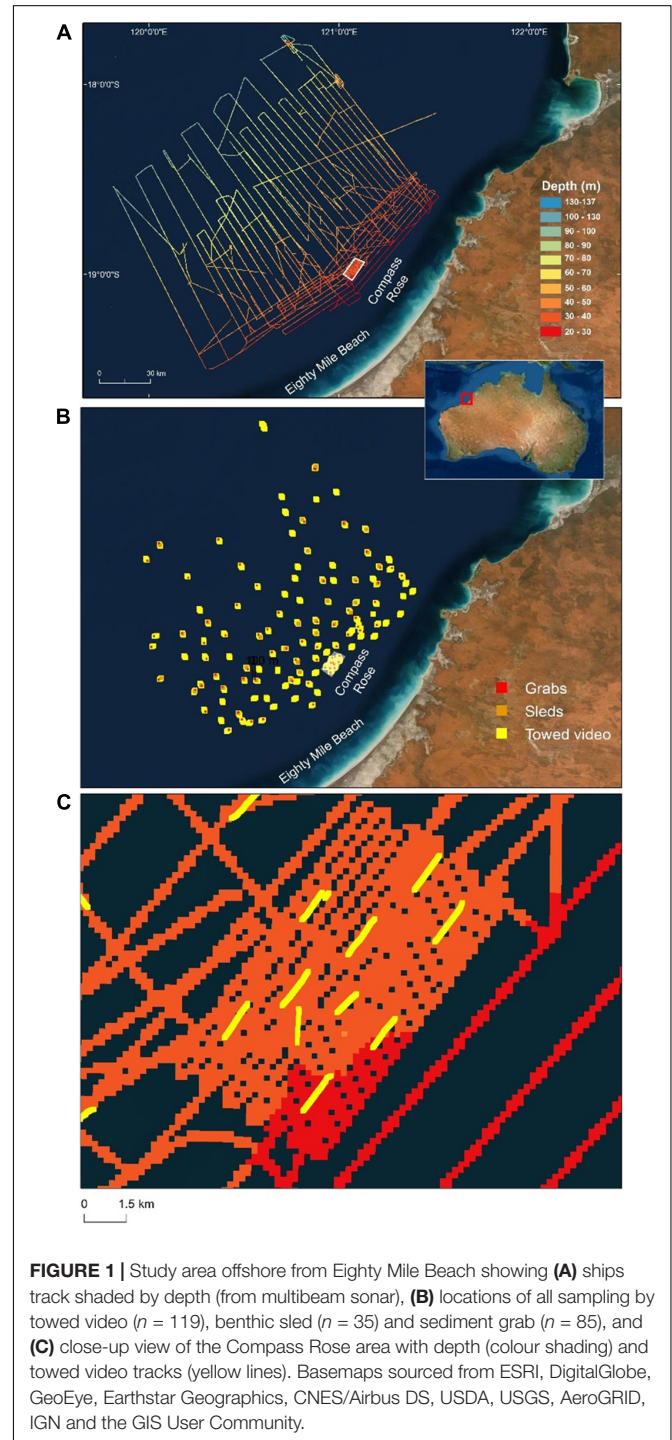 A
120°0'0"E
121°0'0"E
122°0'0"E
18°0'0"S
19°0'0"S
Depth (m)
130-137
100 - 130
90 - 100
80 - 90
70 - 80
60 - 70
50 - 60
40 - 50
30 - 40
20 - 30
Compass
Rose
Eighty Mile Beach
0 30 km
B
Compass
Rose
Eighty Mile Beach
Grabs
Sleds
Towed video
C
0 1.5 km
FIGURE 1 | Study area offshore from Eighty Mile Beach showing (A) ships
track shaded by depth (from multibeam sonar), (B) locations of all sampling by
towed video (n = 119), benthic sled (n = 35) and sediment grab (n = 85), and
(C) close-up view of the Compass Rose area with depth (colour shading) and
towed video tracks (yellow lines). Basemaps sourced from ESRI, DigitalGlobe,
GeoEye, Earthstar Geographics, CNES/Airbus DS, USDA, USGS, AeroGRID,
IGN and the GIS User Community.